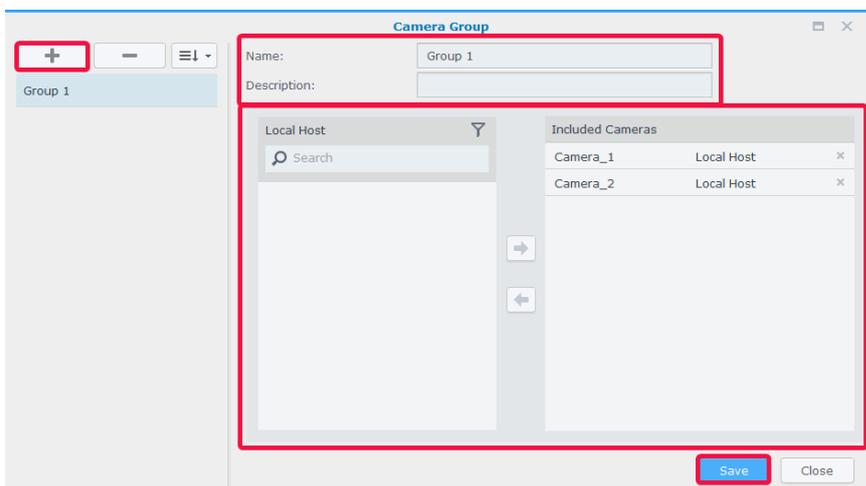 Camera Group
Name: Group 1
Description:
Group 1
Local Host
Search
Included Cameras
Camera_1 Local Host
Camera_2 Local Host
Save Close